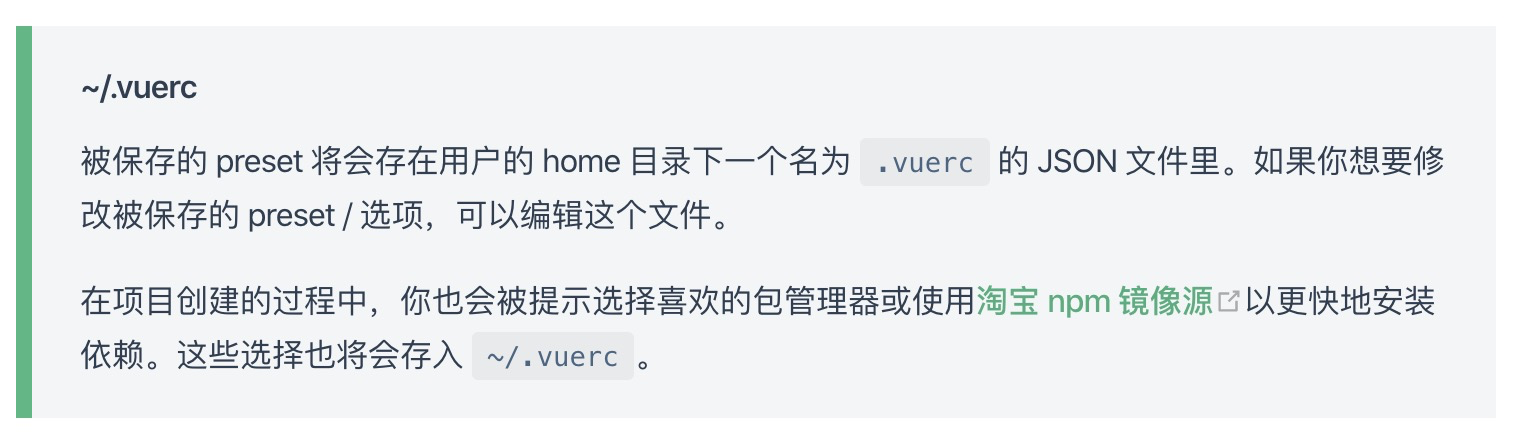 ~/.vuerc
被保存的 preset 将会存在用户的 home 目录下一个名为 .vuerc 的 JSON 文件里。如果你想要修
改被保存的 preset / 选项，可以编辑这个文件。
在项目创建的过程中，你也会被提示选择喜欢的包管理器或使用淘宝 npm 镜像源以更快地安装
依赖。这些选择也将会存入 ~/.vuerc 。